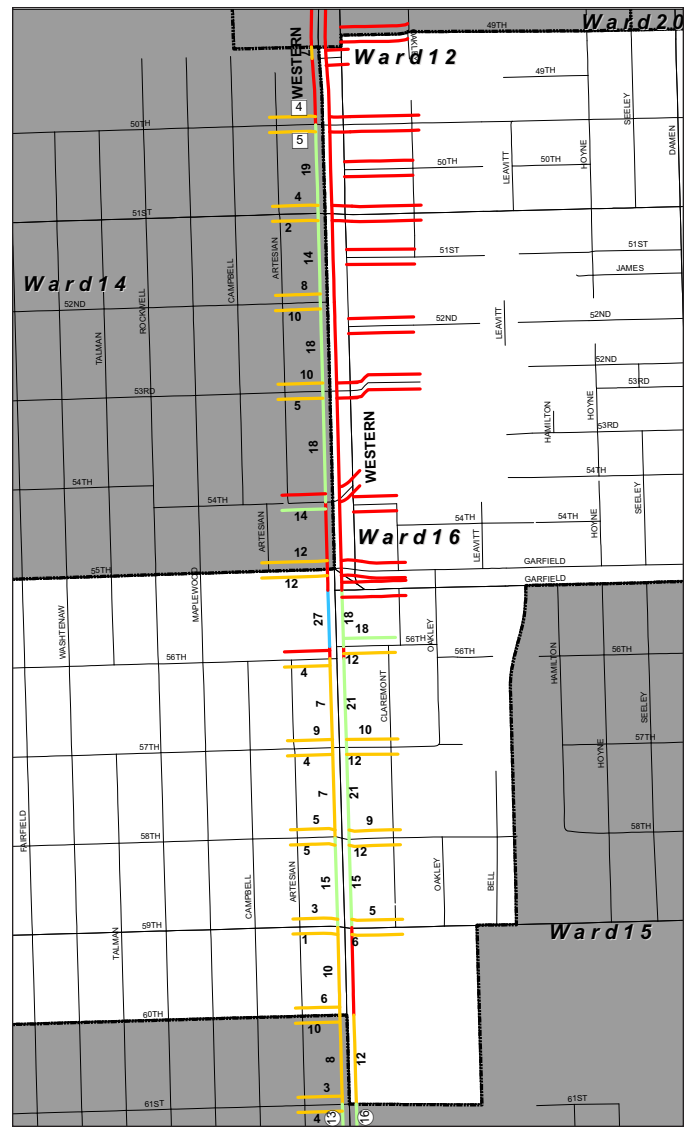 49TH
Ward20
OAKLEY
Ward12
WESTERN
7
49TH
SEELEY
4
50TH
5
HOYNE
DAMEN
19
50TH
50TH
LEAVITT
4
51ST
2
ARTESIAN
14
51ST
51ST
JAMES
Ward14
CAMPBELL
8
52ND
ROCKWELL
10
52ND
52ND
LEAVITT
TALMAN
18
52ND
10
53RD
53RD
5
HOYNE
HAMILTON
53RD
WESTERN
18
54TH
54TH
54TH
SEELEY
14
54TH
54TH
HOYNE
ARTESIAN
Ward16
LEAVITT
12
55TH
GARFIELD
12
GARFIELD
MAPLEWOOD
WASHTENAW
27
18
18
56TH
OAKLEY
56TH
56TH
56TH
12
HAMILTON
4
CLAREMONT
7
21
SEELEY
9
10
57TH
57TH
4
12
HOYNE
7
21
FAIRFIELD
5
9
58TH
58TH
5
12
ARTESIAN
15
15
OAKLEY
BELL
CAMPBELL
3
5
59TH
Ward15
1
6
TALMAN
10
6
60TH
10
8
12
3
61ST
61ST
4
13
16